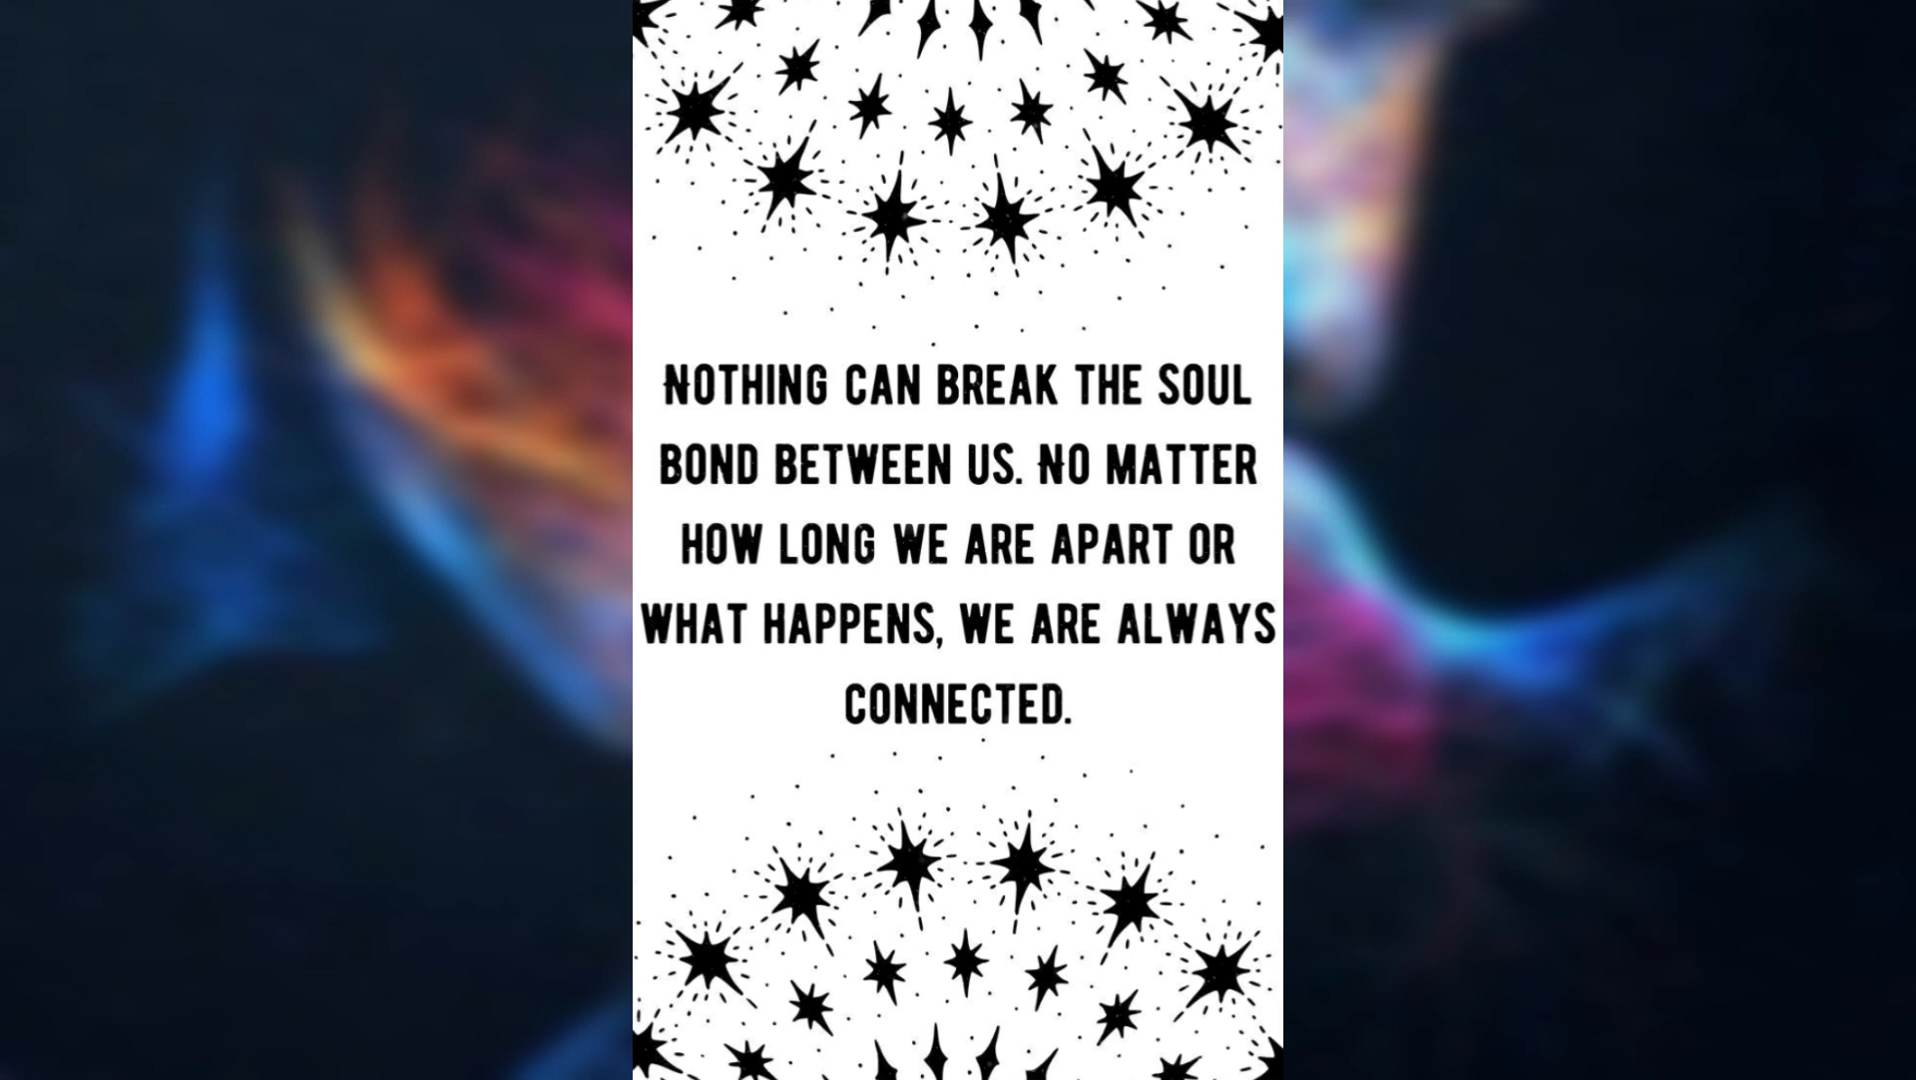 NOTHING CAN BREAK THE SOUL
BOND BETWEEN US. NO MATTER
HOW LONG WE ARE APART OR
WHAT HAPPENS, WE ARE ALWAYS
CONNECTED.